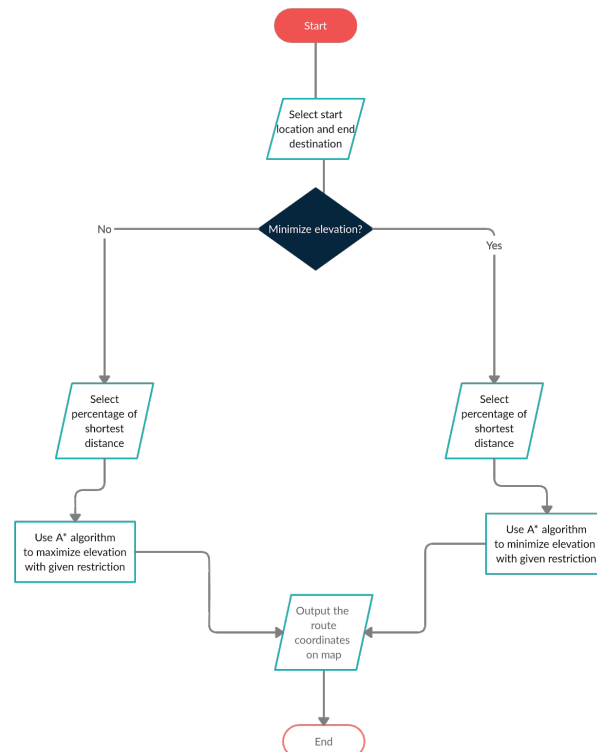 Start
Select start
location and end
destination
Minimize elevation?
No
Yes
Select
percentage of
shortest
distance
Select
percentage of
shortest
distance
Use A* algorithm
to maximize elevation
with given restriction
Use A* algorithm
to minimize elevation
with given restriction
Output the
route
coordinates
on map
End